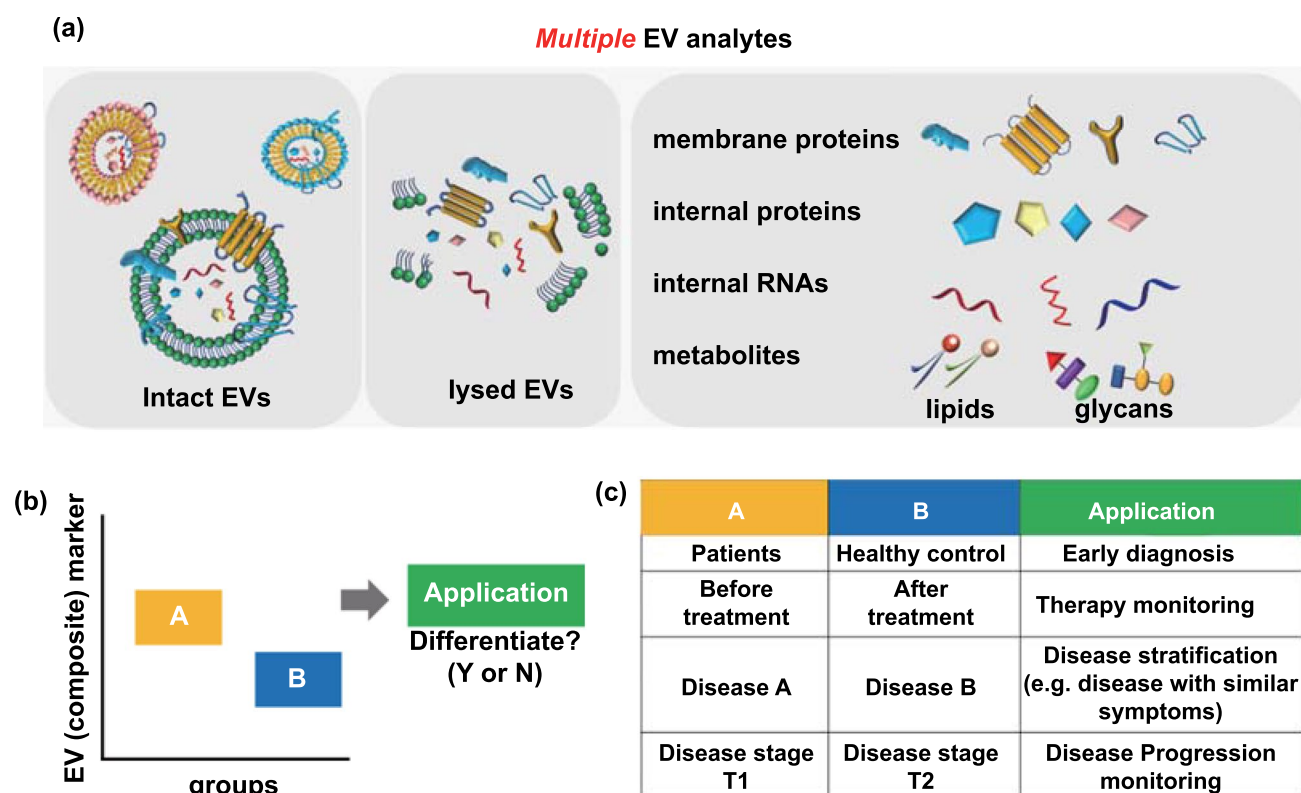 (a)
Multiple EV analytes
Intact EVs
lysed EVs
membrane proteins
internal proteins
internal RNAs
metabolites
lipids
glycans
(b)
EV (composite) marker
A
B
groups
Application
Differentiate?
(Y or N)
(c)
A
B
Application
Patients
Healthy control
Early diagnosis
Before
treatment
After
treatment
Therapy monitoring
Disease A
Disease B
Disease stratification
(e.g. disease with similar
symptoms)
Disease stage
T1
Disease stage
T2
Disease Progression
monitoring